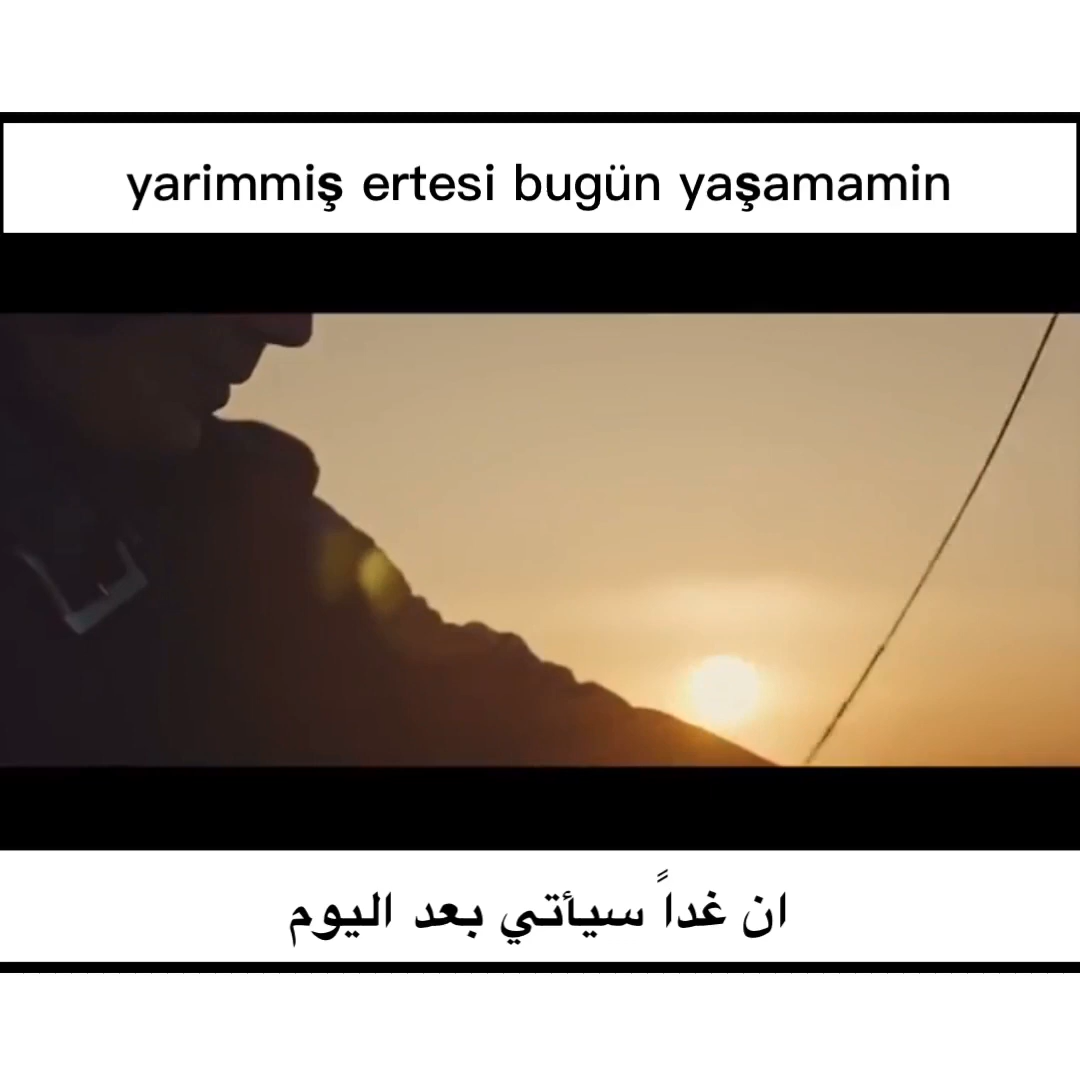 yarimmiş ertesi bugün yaşamamin
ان غداً سيأتي بعد اليوم